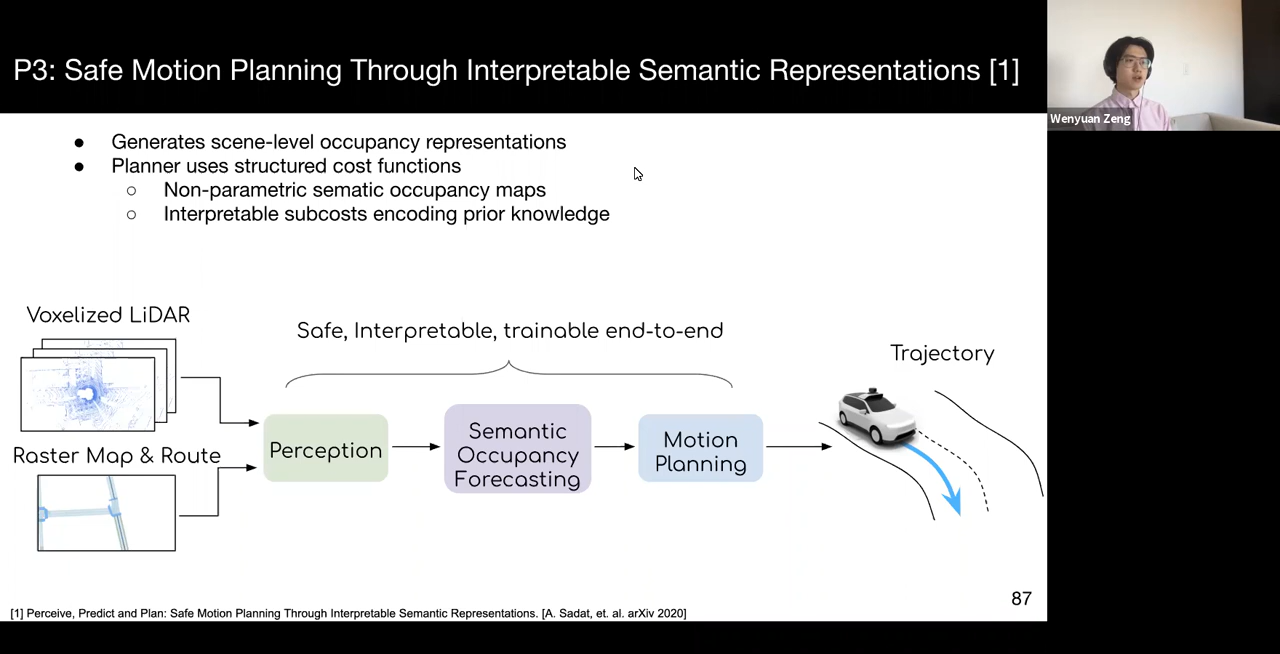 P3: Safe Motion Planning Through Interpretable Semantic Representations [1]
Wenyuan Zeng
● Generates scene-level occupancy representations
● Planner uses structured cost functions
○ Non-parametric sematic occupancy maps
○ Interpretable subcosts encoding prior knowledge
Voxelized LiDAR
Safe, Interpretable, trainable end-to-end
Trajectory
Raster Map & Route
Perception
Semantic
Occupancy
Forecasting
Motion
Planning
87
[1] Perceive, Predict and Plan: Safe Motion Planning Through Interpretable Semantic Representations. [A. Sadat, et. al. arXiv 2020]